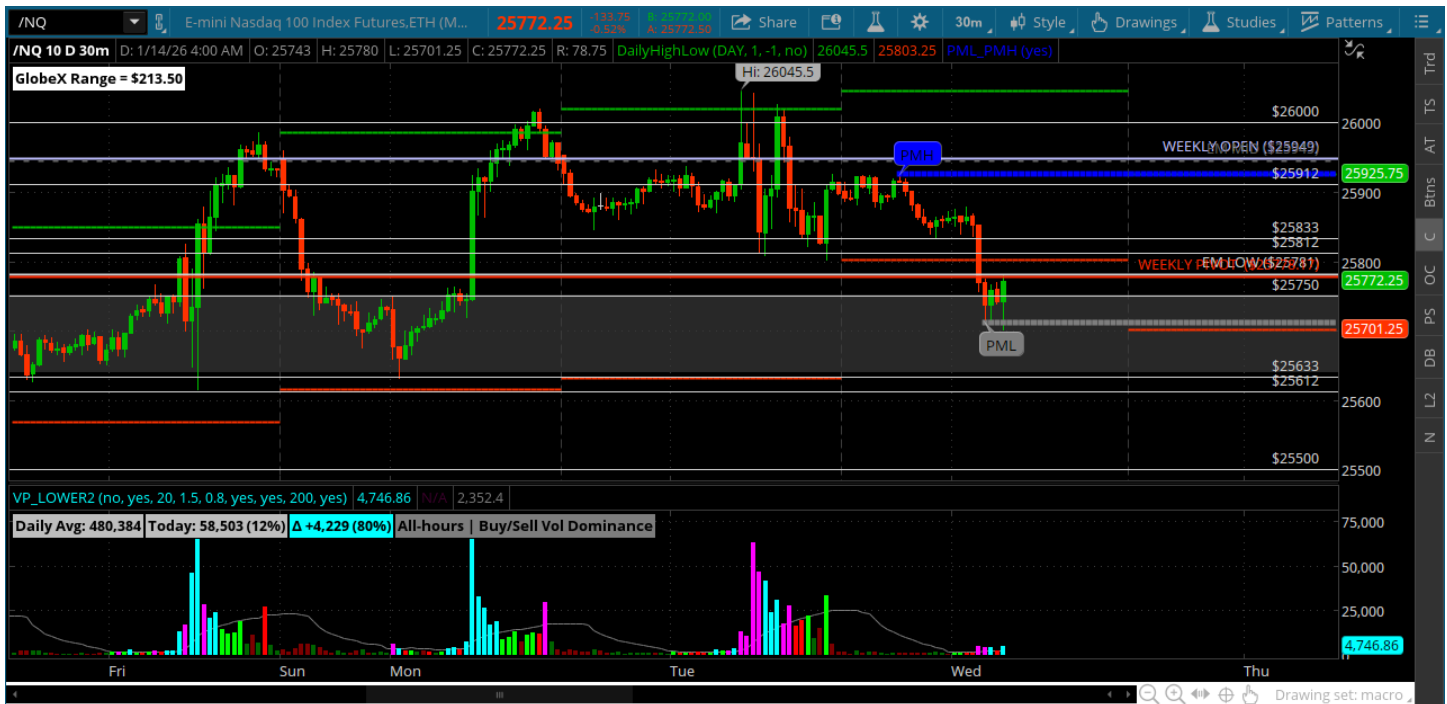 /NQ E-mini Nasdaq 100 Index Futures,ETH (M... 25772.25 -133.75 -0.52% B: 25772.00 A: 25772.50 Share 30m Style Drawings Studies Patterns
/NQ 10 D 30m D: 1/14/26 4:00 AM O: 25743 H: 25780 L: 25701.25 C: 25772.25 R: 78.75 DailyHighLow (DAY, 1, -1, no) 26045.5 25803.25 PML_PMH (yes)
GlobeX Range = $213.50
Hi: 26045.5
$26000
26000
WEEKLY OPEN ($25949)
PMH
$25912
25925.75
25900
$25833
$25812
WEEKLY PIVOT
EM LOW ($25781)
25800
25772.25
$25750
25701.25
PML
$25633
$25612
25600
$25500
25500
VP_LOWER2 (no, yes, 20, 1.5, 0.8, yes, yes, 200, yes) 4,746.86 N/A 2,352.4
Daily Avg: 480,384 Today: 58,503 (12%) Δ +4,229 (80%) All-hours | Buy/Sell Vol Dominance
75,000
50,000
25,000
4,746.86
Fri Sun Mon Tue Wed Thu
Drawing set: macro
Trd
TS
AT
Btns
C
OC
PS
DB
L2
N